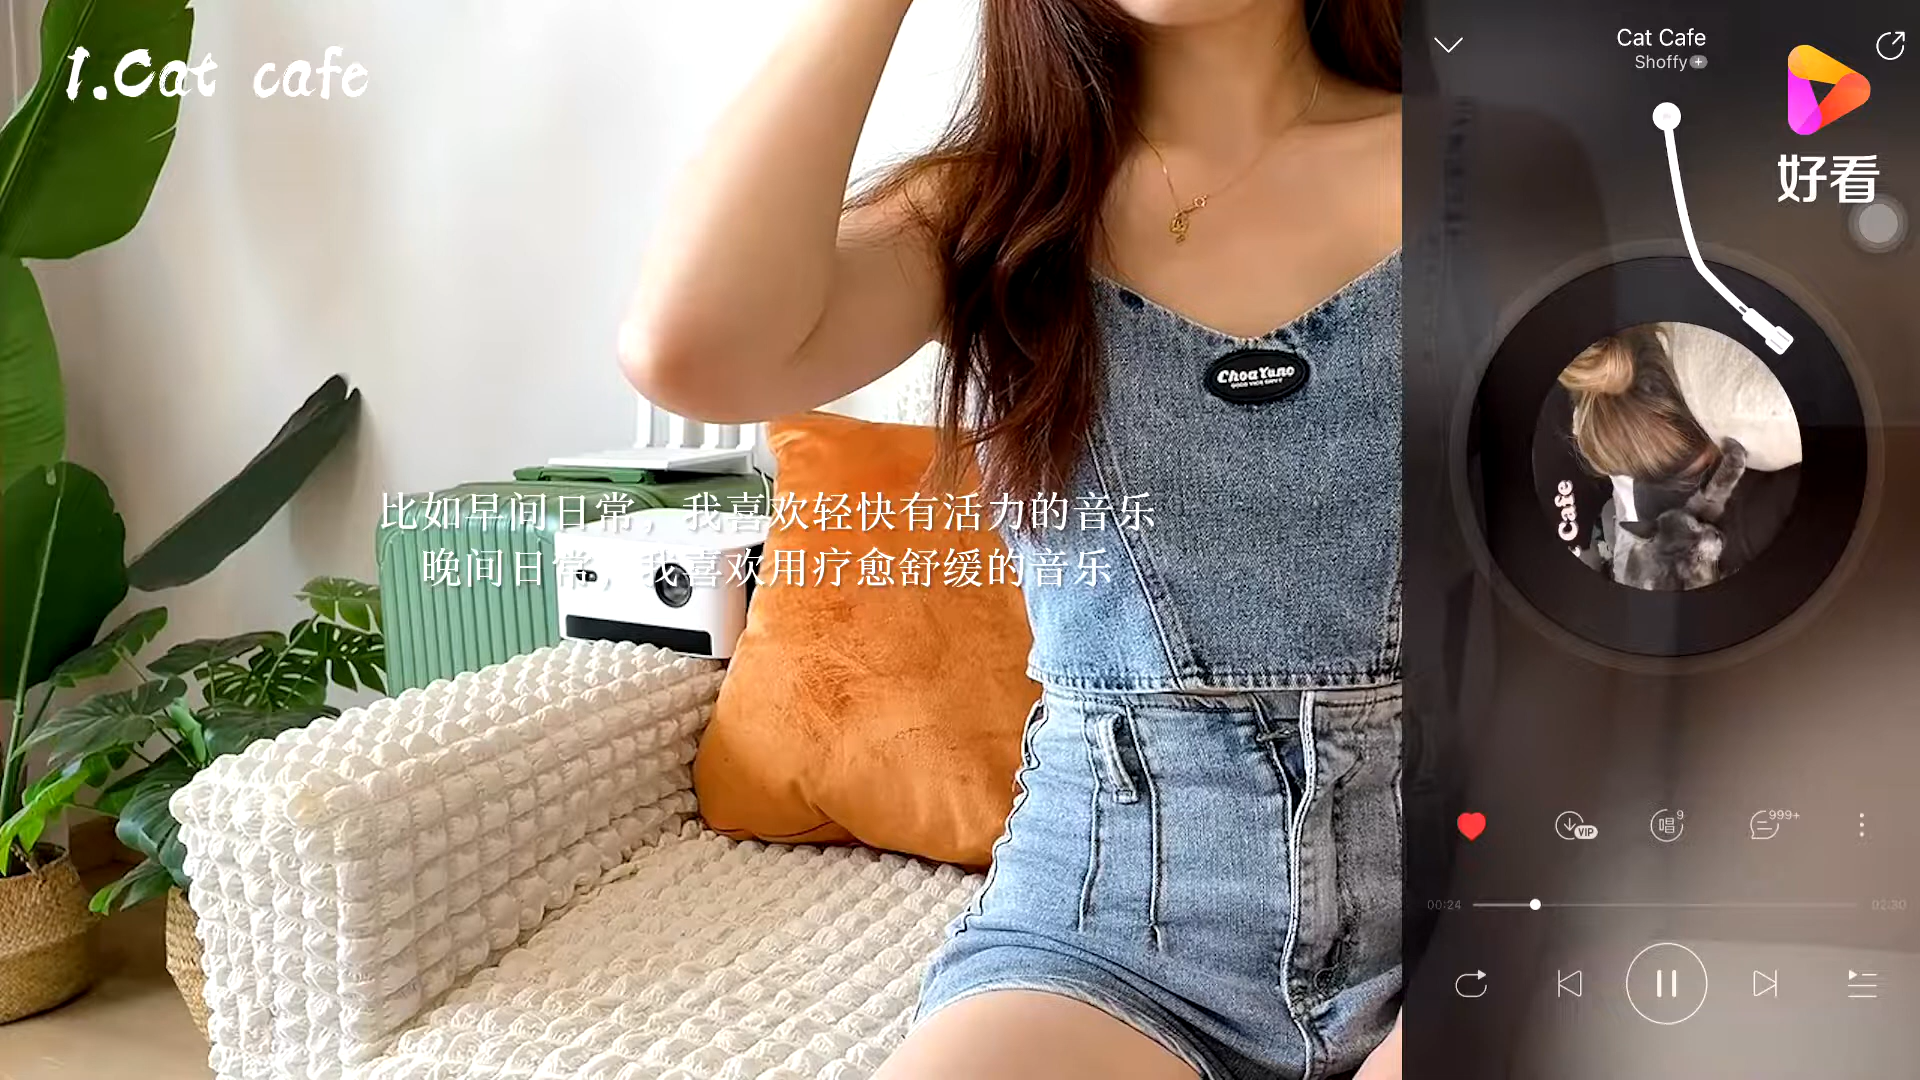 1.Cat cafe
比如早间日常，我喜欢轻快有活力的音乐
晚间日常，我喜欢用疗愈舒缓的音乐
ChoaYuno
Cat Cafe
Shoffy
好看
Cafe
VIP
唱
9
999+
00:24
02:30